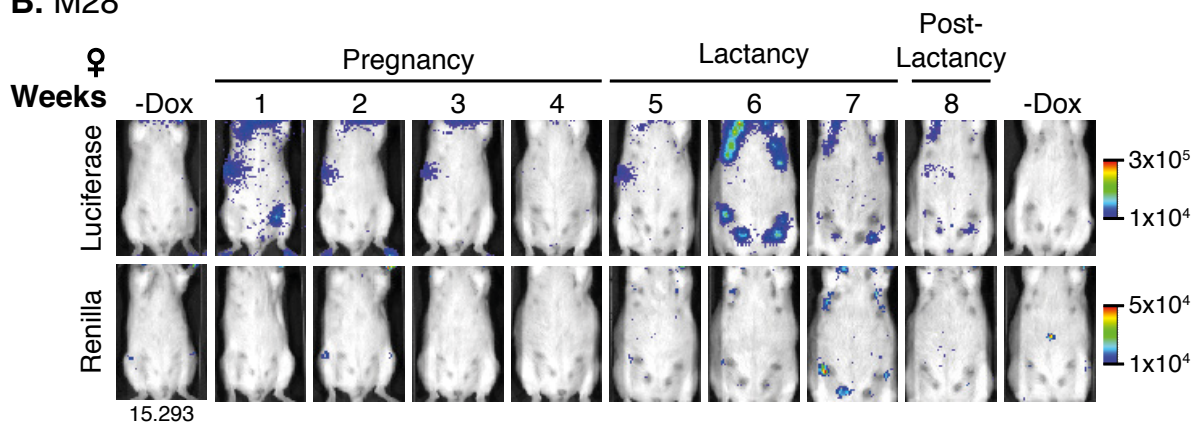 B. M28
Post-
Pregnancy Lactancy Lactancy
♀
Weeks -Dox 1 2 3 4 5 6 7 8 -Dox
Luciferase
3x10⁵
1x10⁴
Renilla
5x10⁴
1x10⁴
15.293